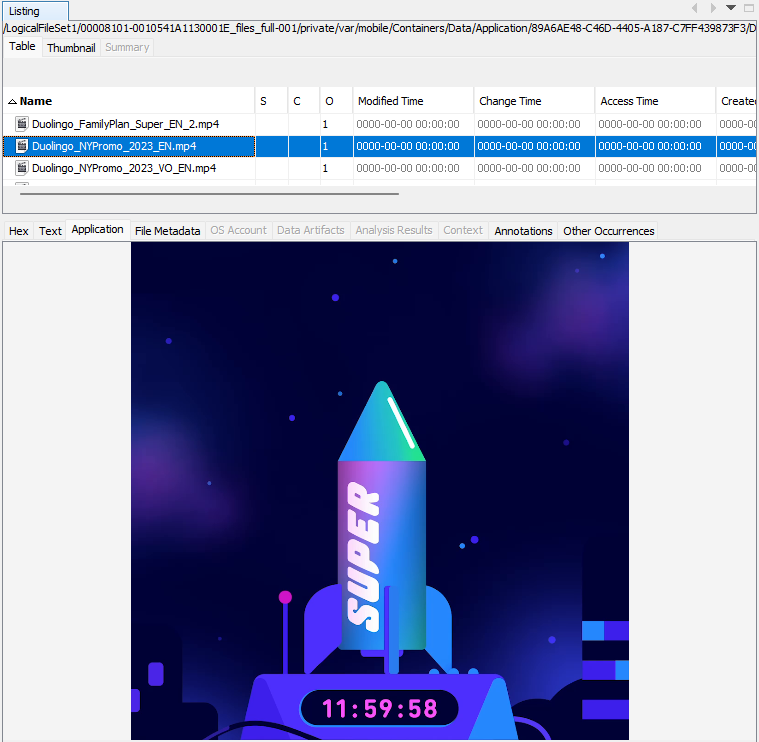 Listing
/LogicalFileSet1/00008101-0010541A1130001E_files_full-001/private/var/mobile/Containers/Data/Application/89A6AE48-C46D-4405-A187-C7FF439873F3/D
Table Thumbnail Summary
Name S C O Modified Time Change Time Access Time Created
Duolingo_FamilyPlan_Super_EN_2.mp4 1 0000-00-00 00:00:00 0000-00-00 00:00:00 0000-00-00 00:00:00 0000-0
Duolingo_NYPromo_2023_EN.mp4 1 0000-00-00 00:00:00 0000-00-00 00:00:00 0000-00-00 00:00:00 0000-0
Duolingo_NYPromo_2023_VO_EN.mp4 1 0000-00-00 00:00:00 0000-00-00 00:00:00 0000-00-00 00:00:00 0000-0
Hex Text Application File Metadata OS Account Data Artifacts Analysis Results Context Annotations Other Occurrences
SUPER
11:59:58